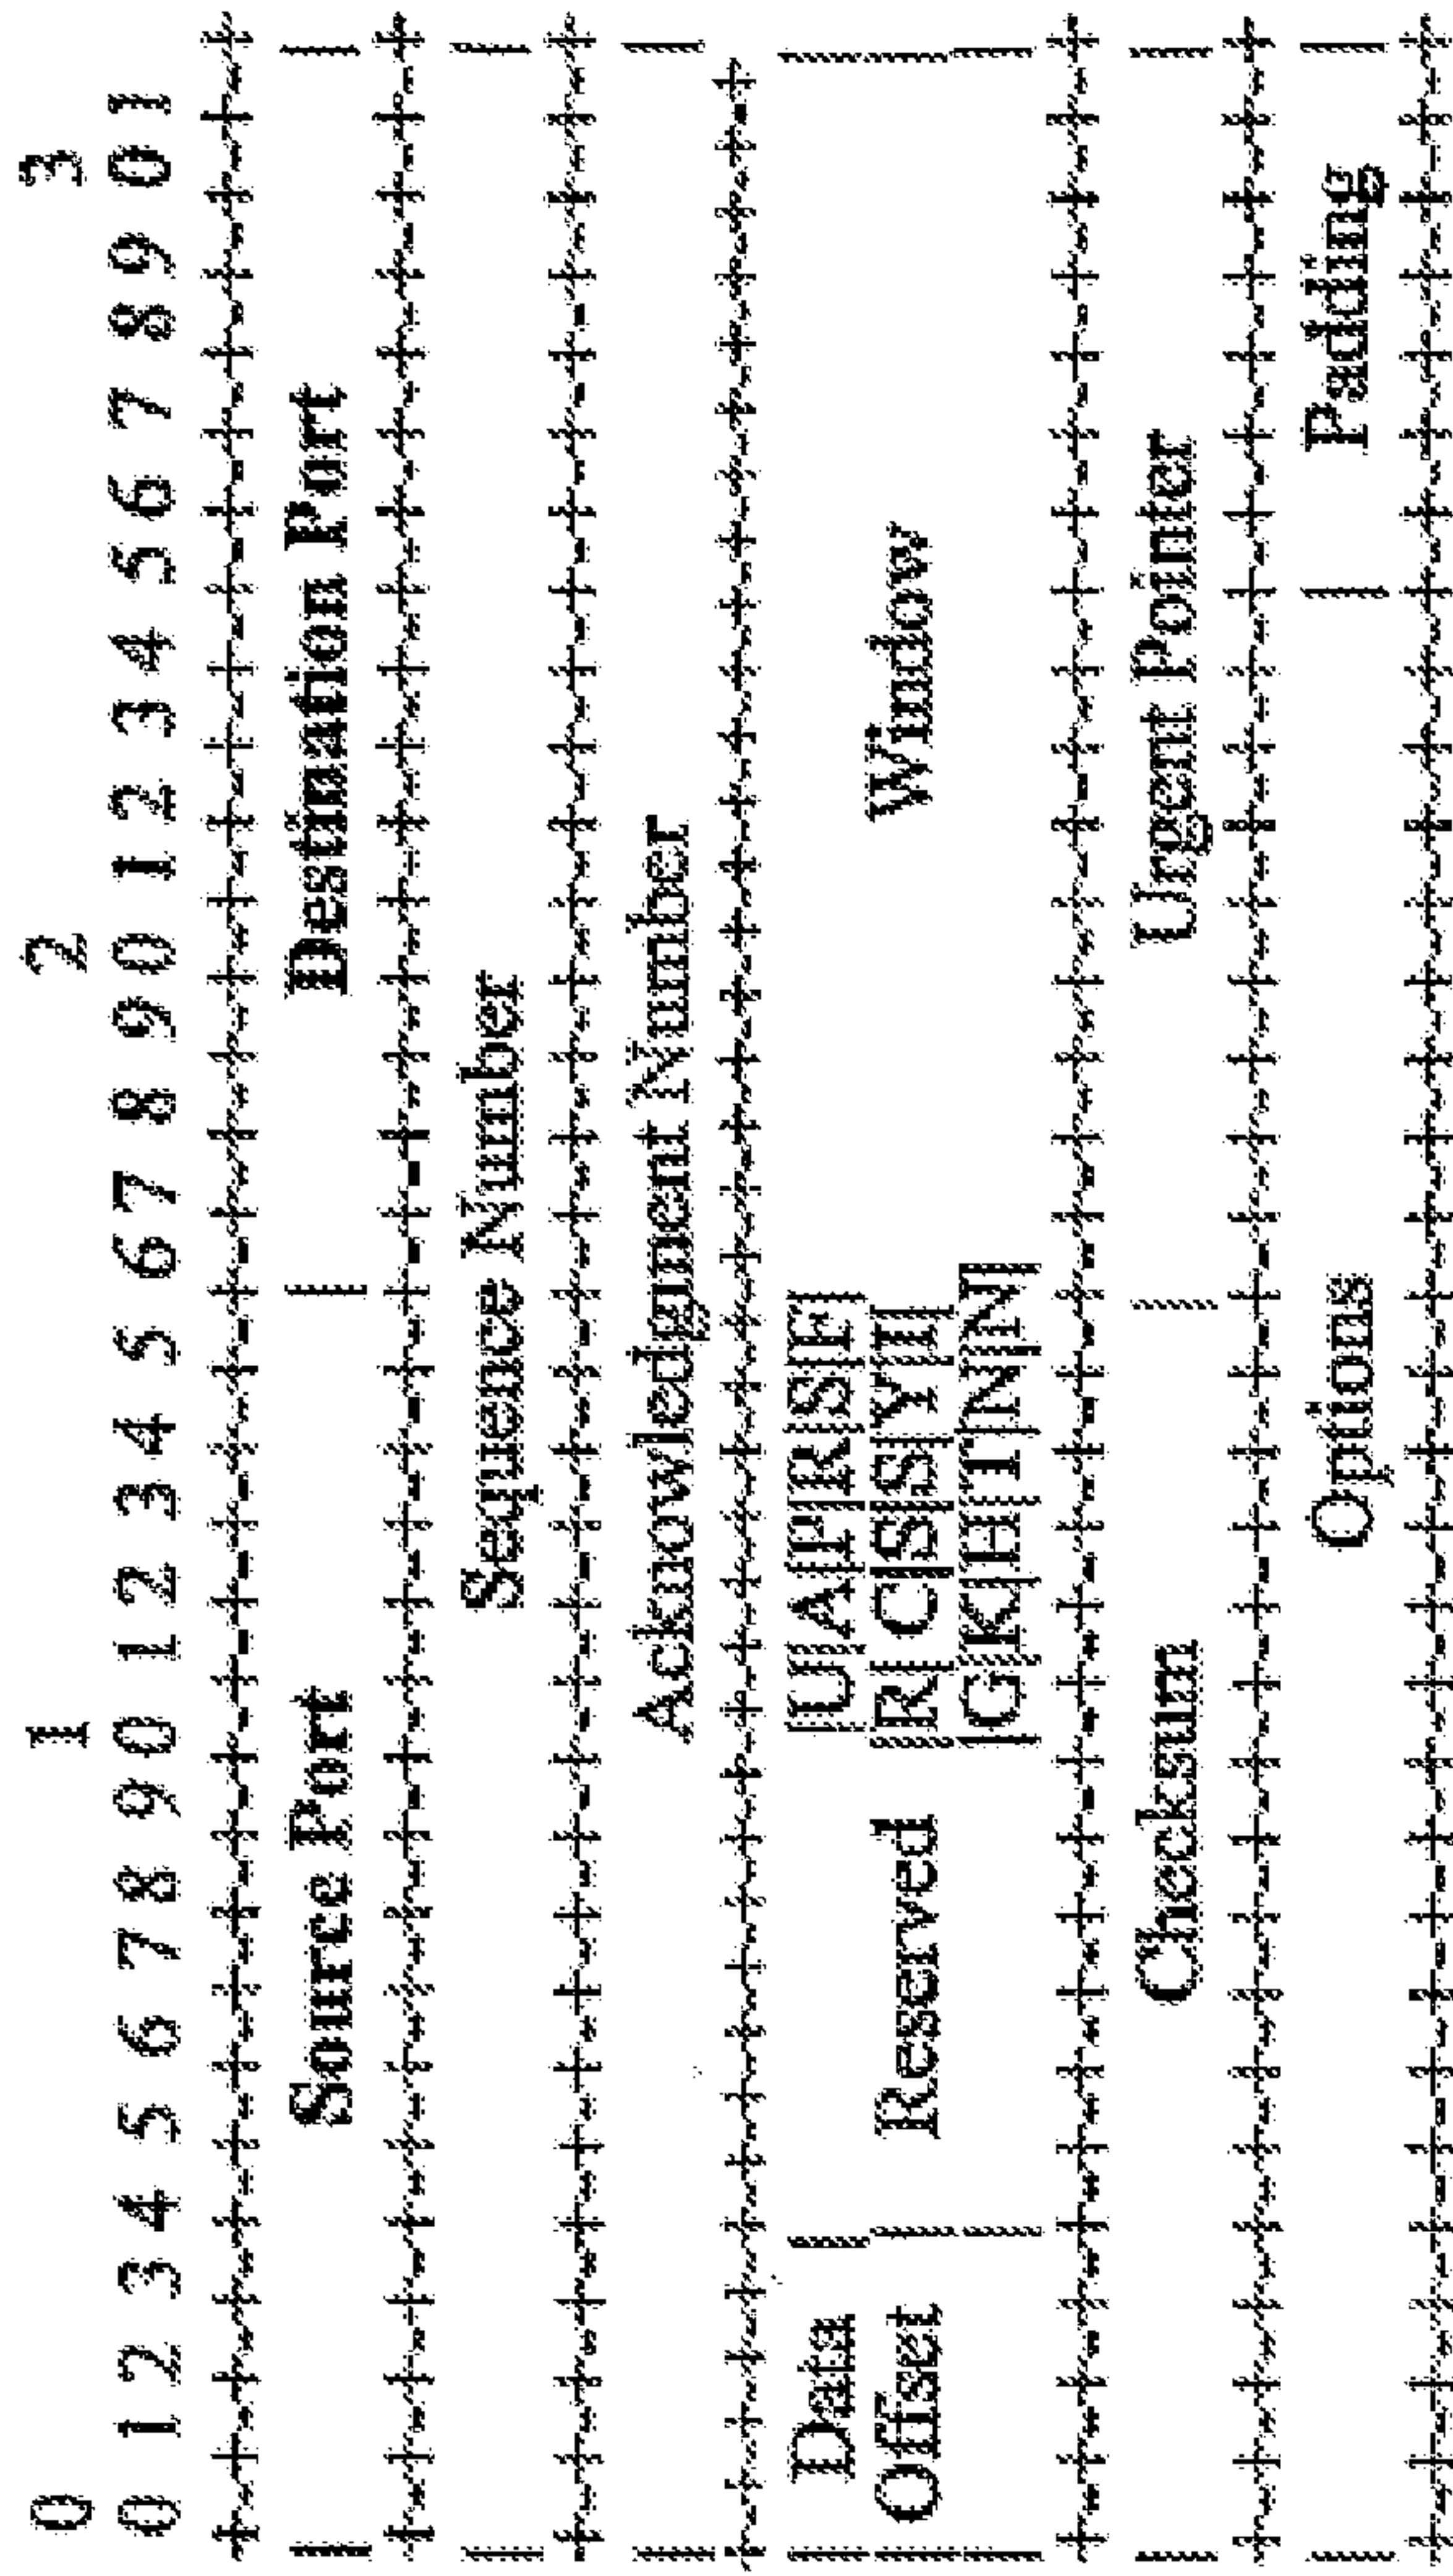 0 1 2 3
0 1 2 3 4 5 6 7 8 9 0 1 2 3 4 5 6 7 8 9 0 1 2 3 4 5 6 7 8 9 0 1
| Source Port | Destination Port |
| Sequence Number |
| Acknowledgment Number |
| Data | |U|A|P|R|S|F| |
| Offset | Reserved |R|C|S|S|Y|I| Window |
| | |G|K|H|T|N|N| |
| Checksum | Urgent Pointer |
| Options | Padding |